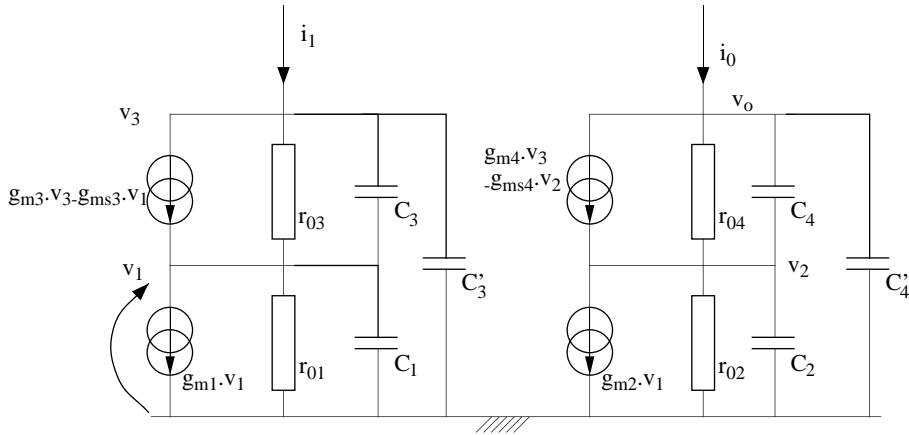 i1
i0
v3
vo
gm3.v3-gms3.v1
gm4.v3
-gms4.v2
r03
C3
r04
C4
v1
C'3
v2
C'4
gm1.v1
r01
C1
gm2.v1
r02
C2